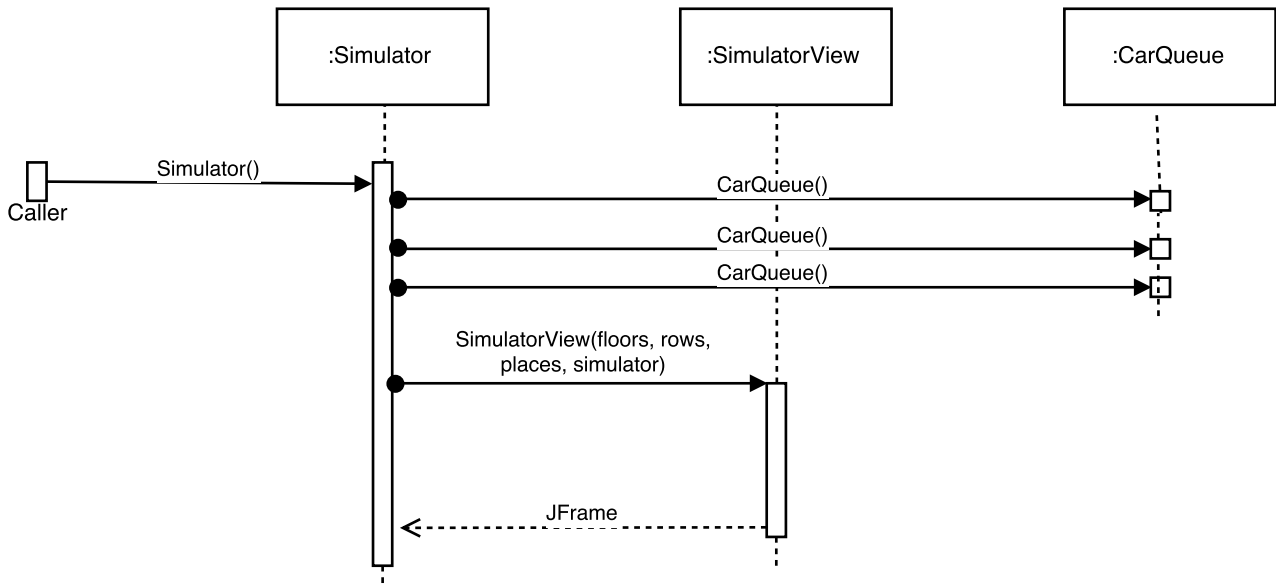 :Simulator
:SimulatorView
:CarQueue
Simulator()
Caller
CarQueue()
CarQueue()
CarQueue()
SimulatorView(floors, rows,
places, simulator)
JFrame